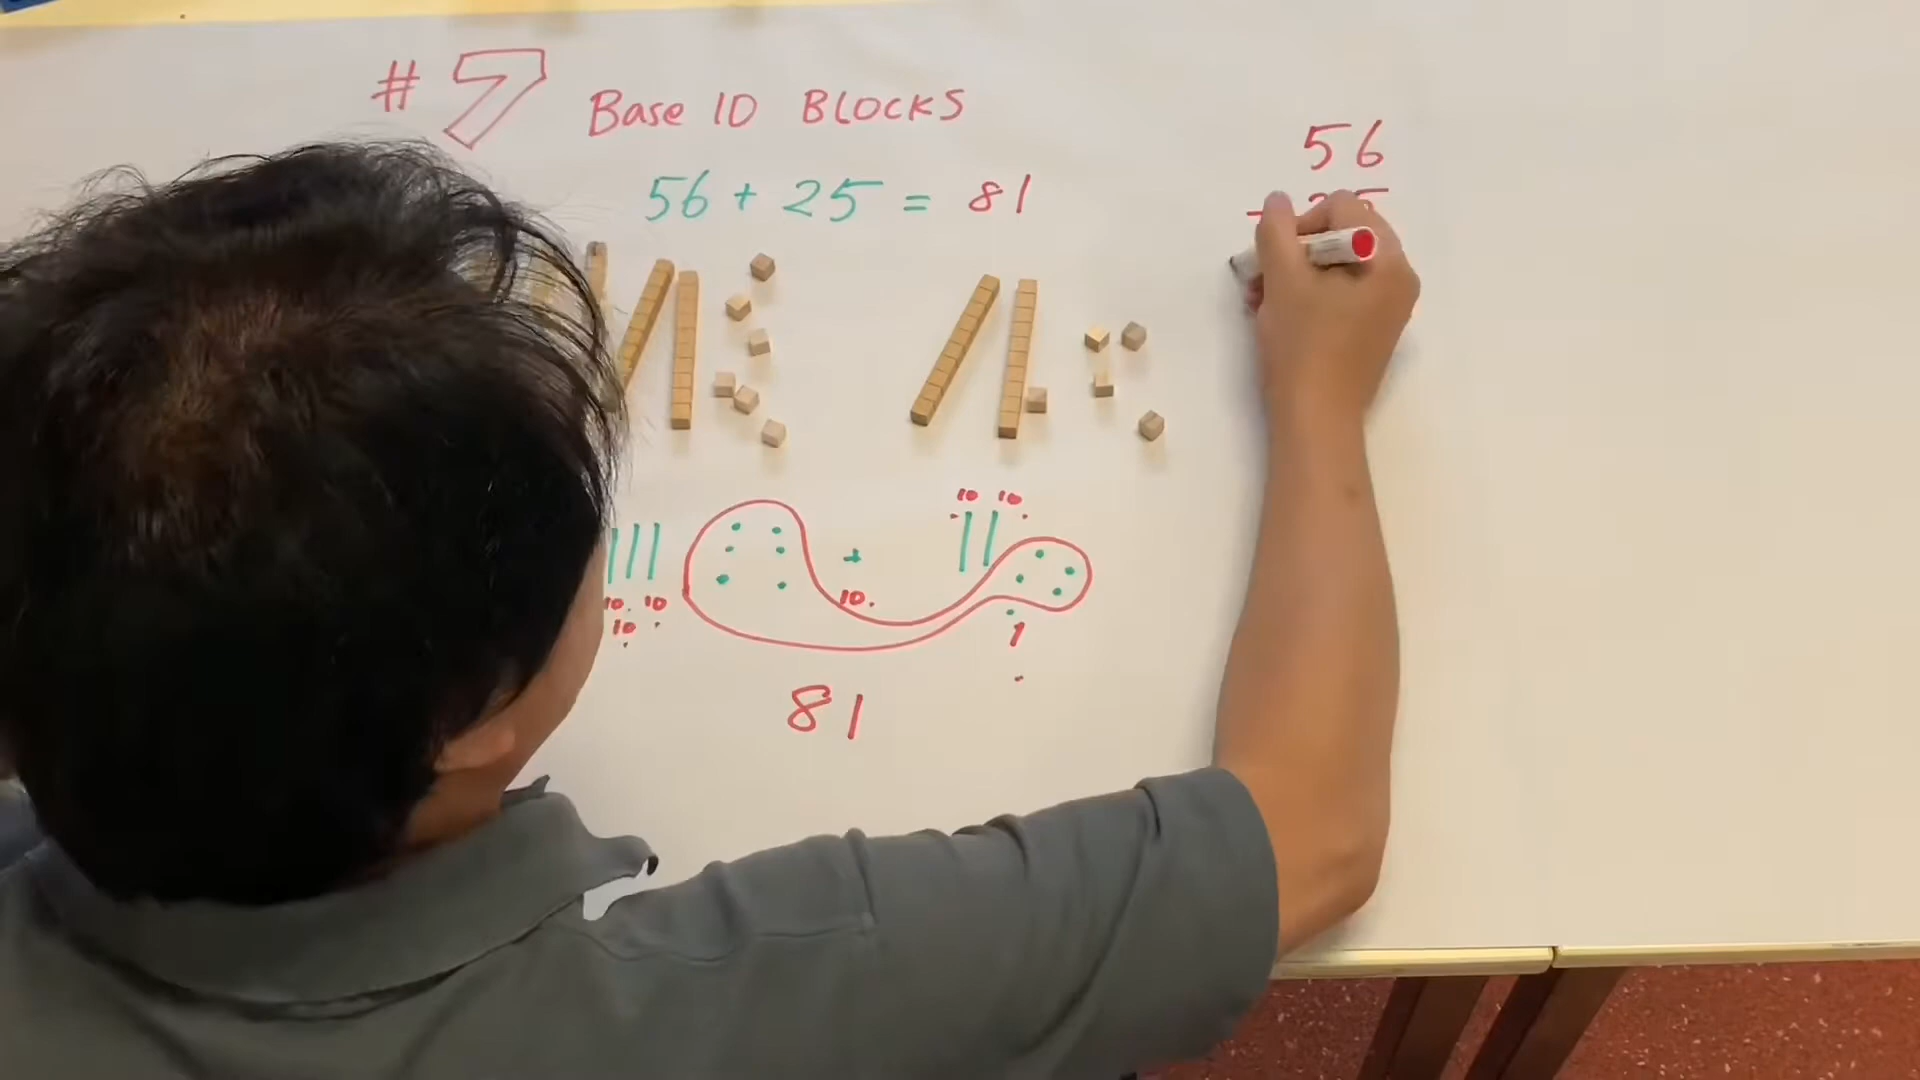 #7 Base 10 BLOCKS
56 + 25 = 81
56
+ 25
10 10
+
10. 10 10.
10
1
81